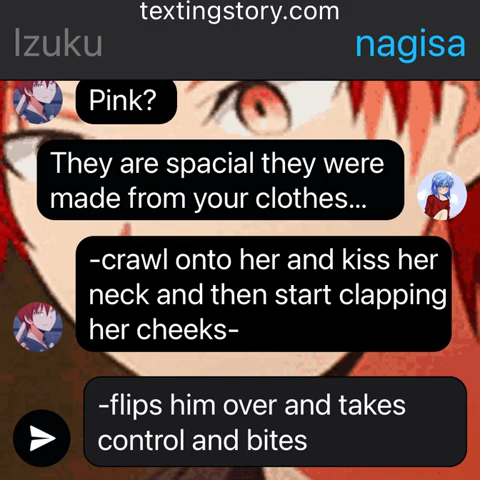 textingstory.com
Izuku
nagisa
Pink?
They are spacial they were
made from your clothes...
-crawl onto her and kiss her
neck and then start clapping
her cheeks-
-flips him over and takes
control and bites